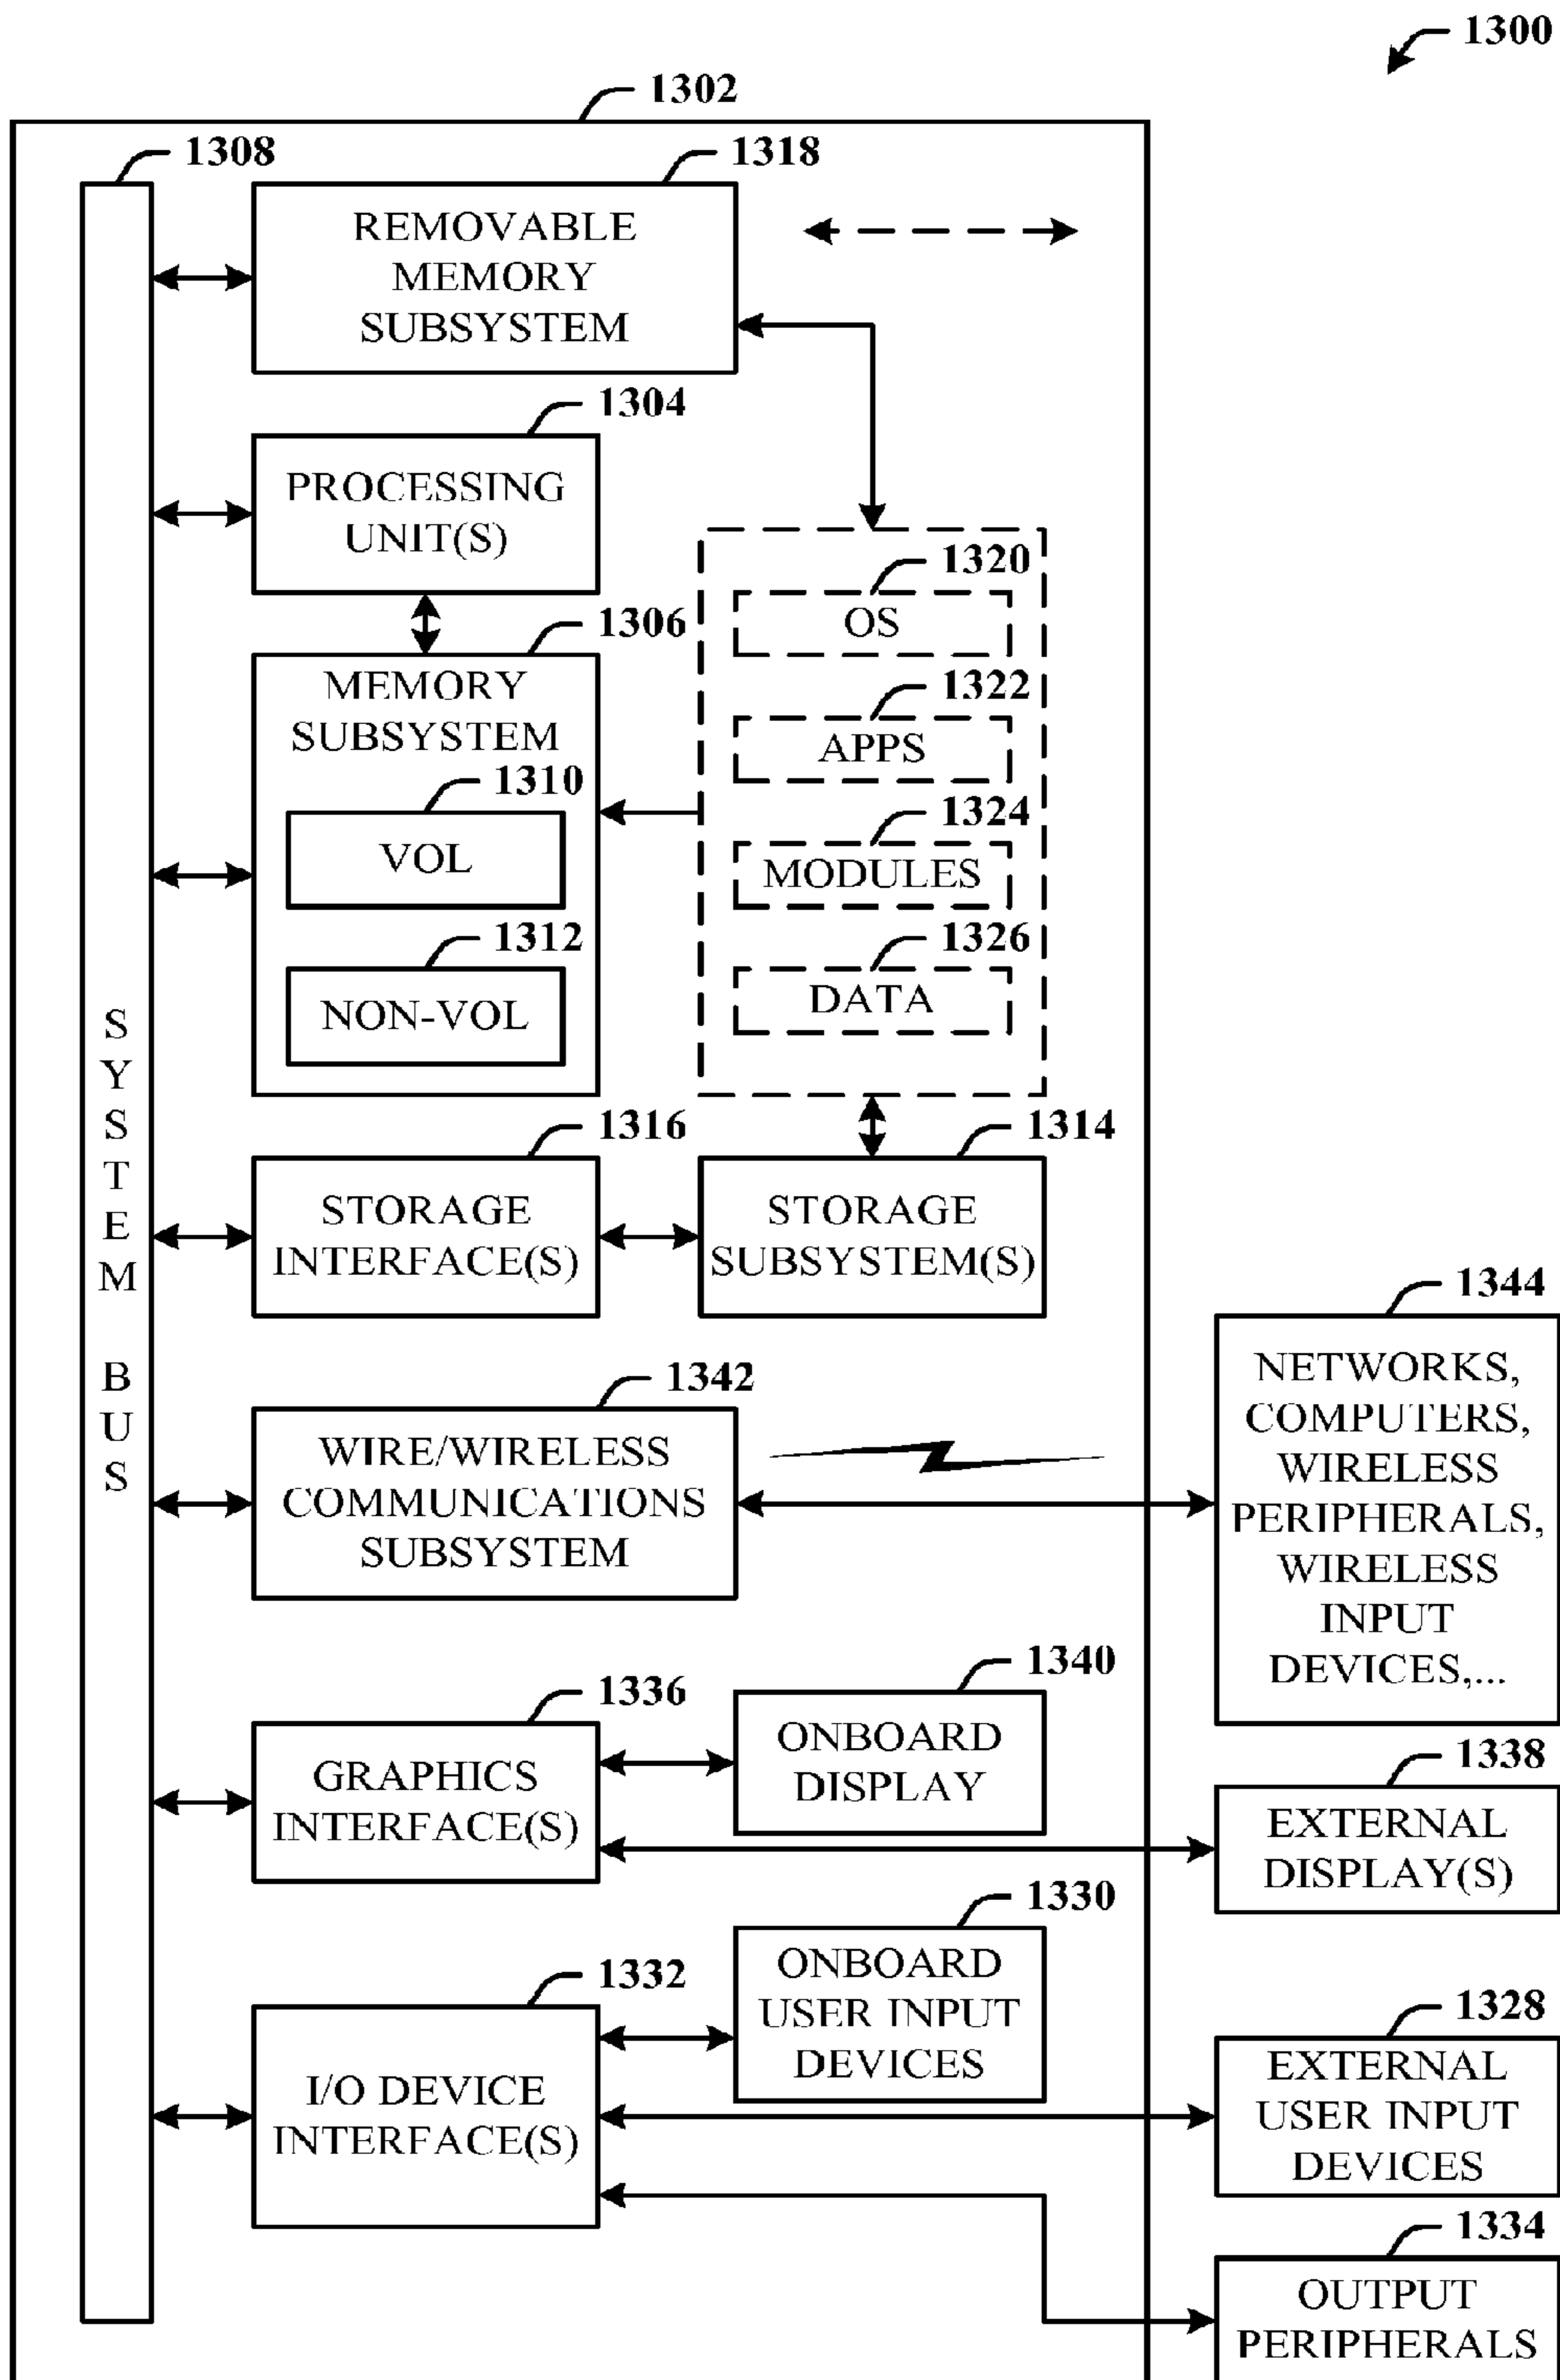 1300
1302
1308
1318
REMOVABLE
MEMORY
SUBSYSTEM
1304
PROCESSING
UNIT(S)
1306
MEMORY
SUBSYSTEM
1310
VOL
1312
NON-VOL
1320
OS
1322
APPS
1324
MODULES
1326
DATA
SYSTEM BUS
1316
STORAGE
INTERFACE(S)
1314
STORAGE
SUBSYSTEM(S)
1342
WIRE/WIRELESS
COMMUNICATIONS
SUBSYSTEM
1344
NETWORKS,
COMPUTERS,
WIRELESS
PERIPHERALS,
WIRELESS
INPUT
DEVICES,...
1336
GRAPHICS
INTERFACE(S)
1340
ONBOARD
DISPLAY
1338
EXTERNAL
DISPLAY(S)
1332
I/O DEVICE
INTERFACE(S)
1330
ONBOARD
USER INPUT
DEVICES
1328
EXTERNAL
USER INPUT
DEVICES
1334
OUTPUT
PERIPHERALS